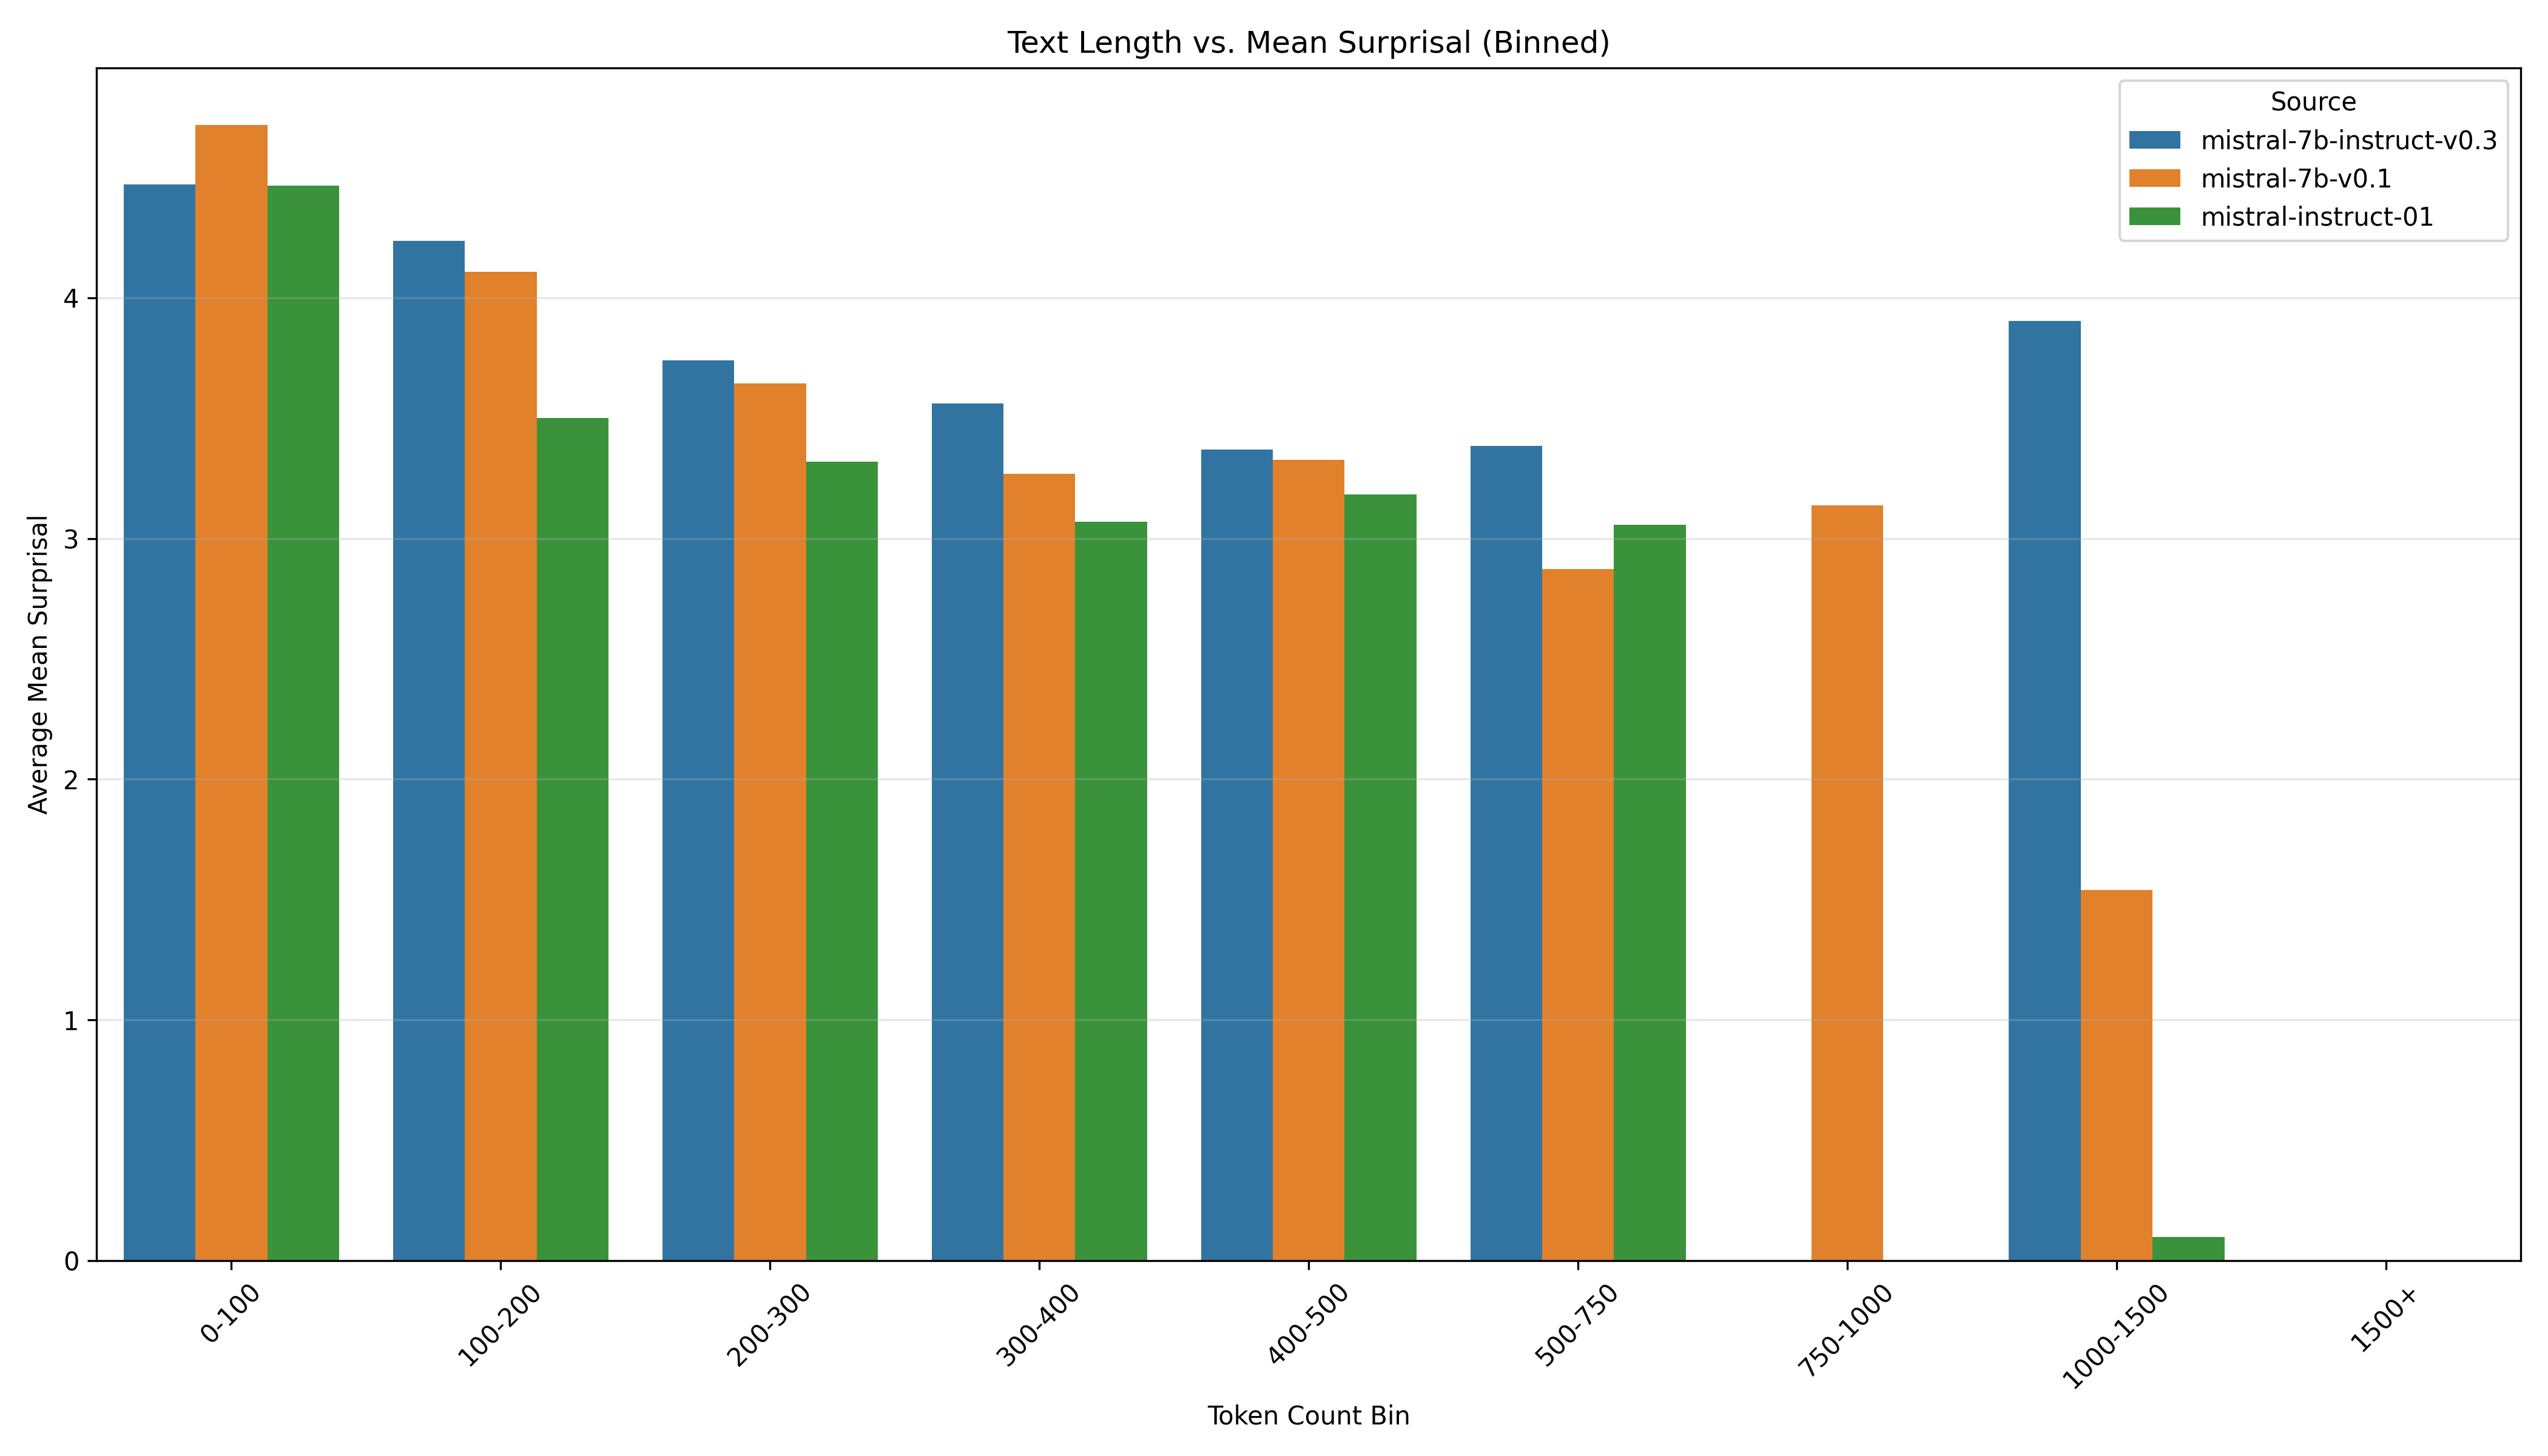 Text Length vs. Mean Surprisal (Binned)
Source
mistral-7b-instruct-v0.3
mistral-7b-v0.1
mistral-instruct-01
Average Mean Surprisal
4
3
2
1
0
0-100
100-200
200-300
300-400
400-500
500-750
750-1000
1000-1500
1500+
Token Count Bin